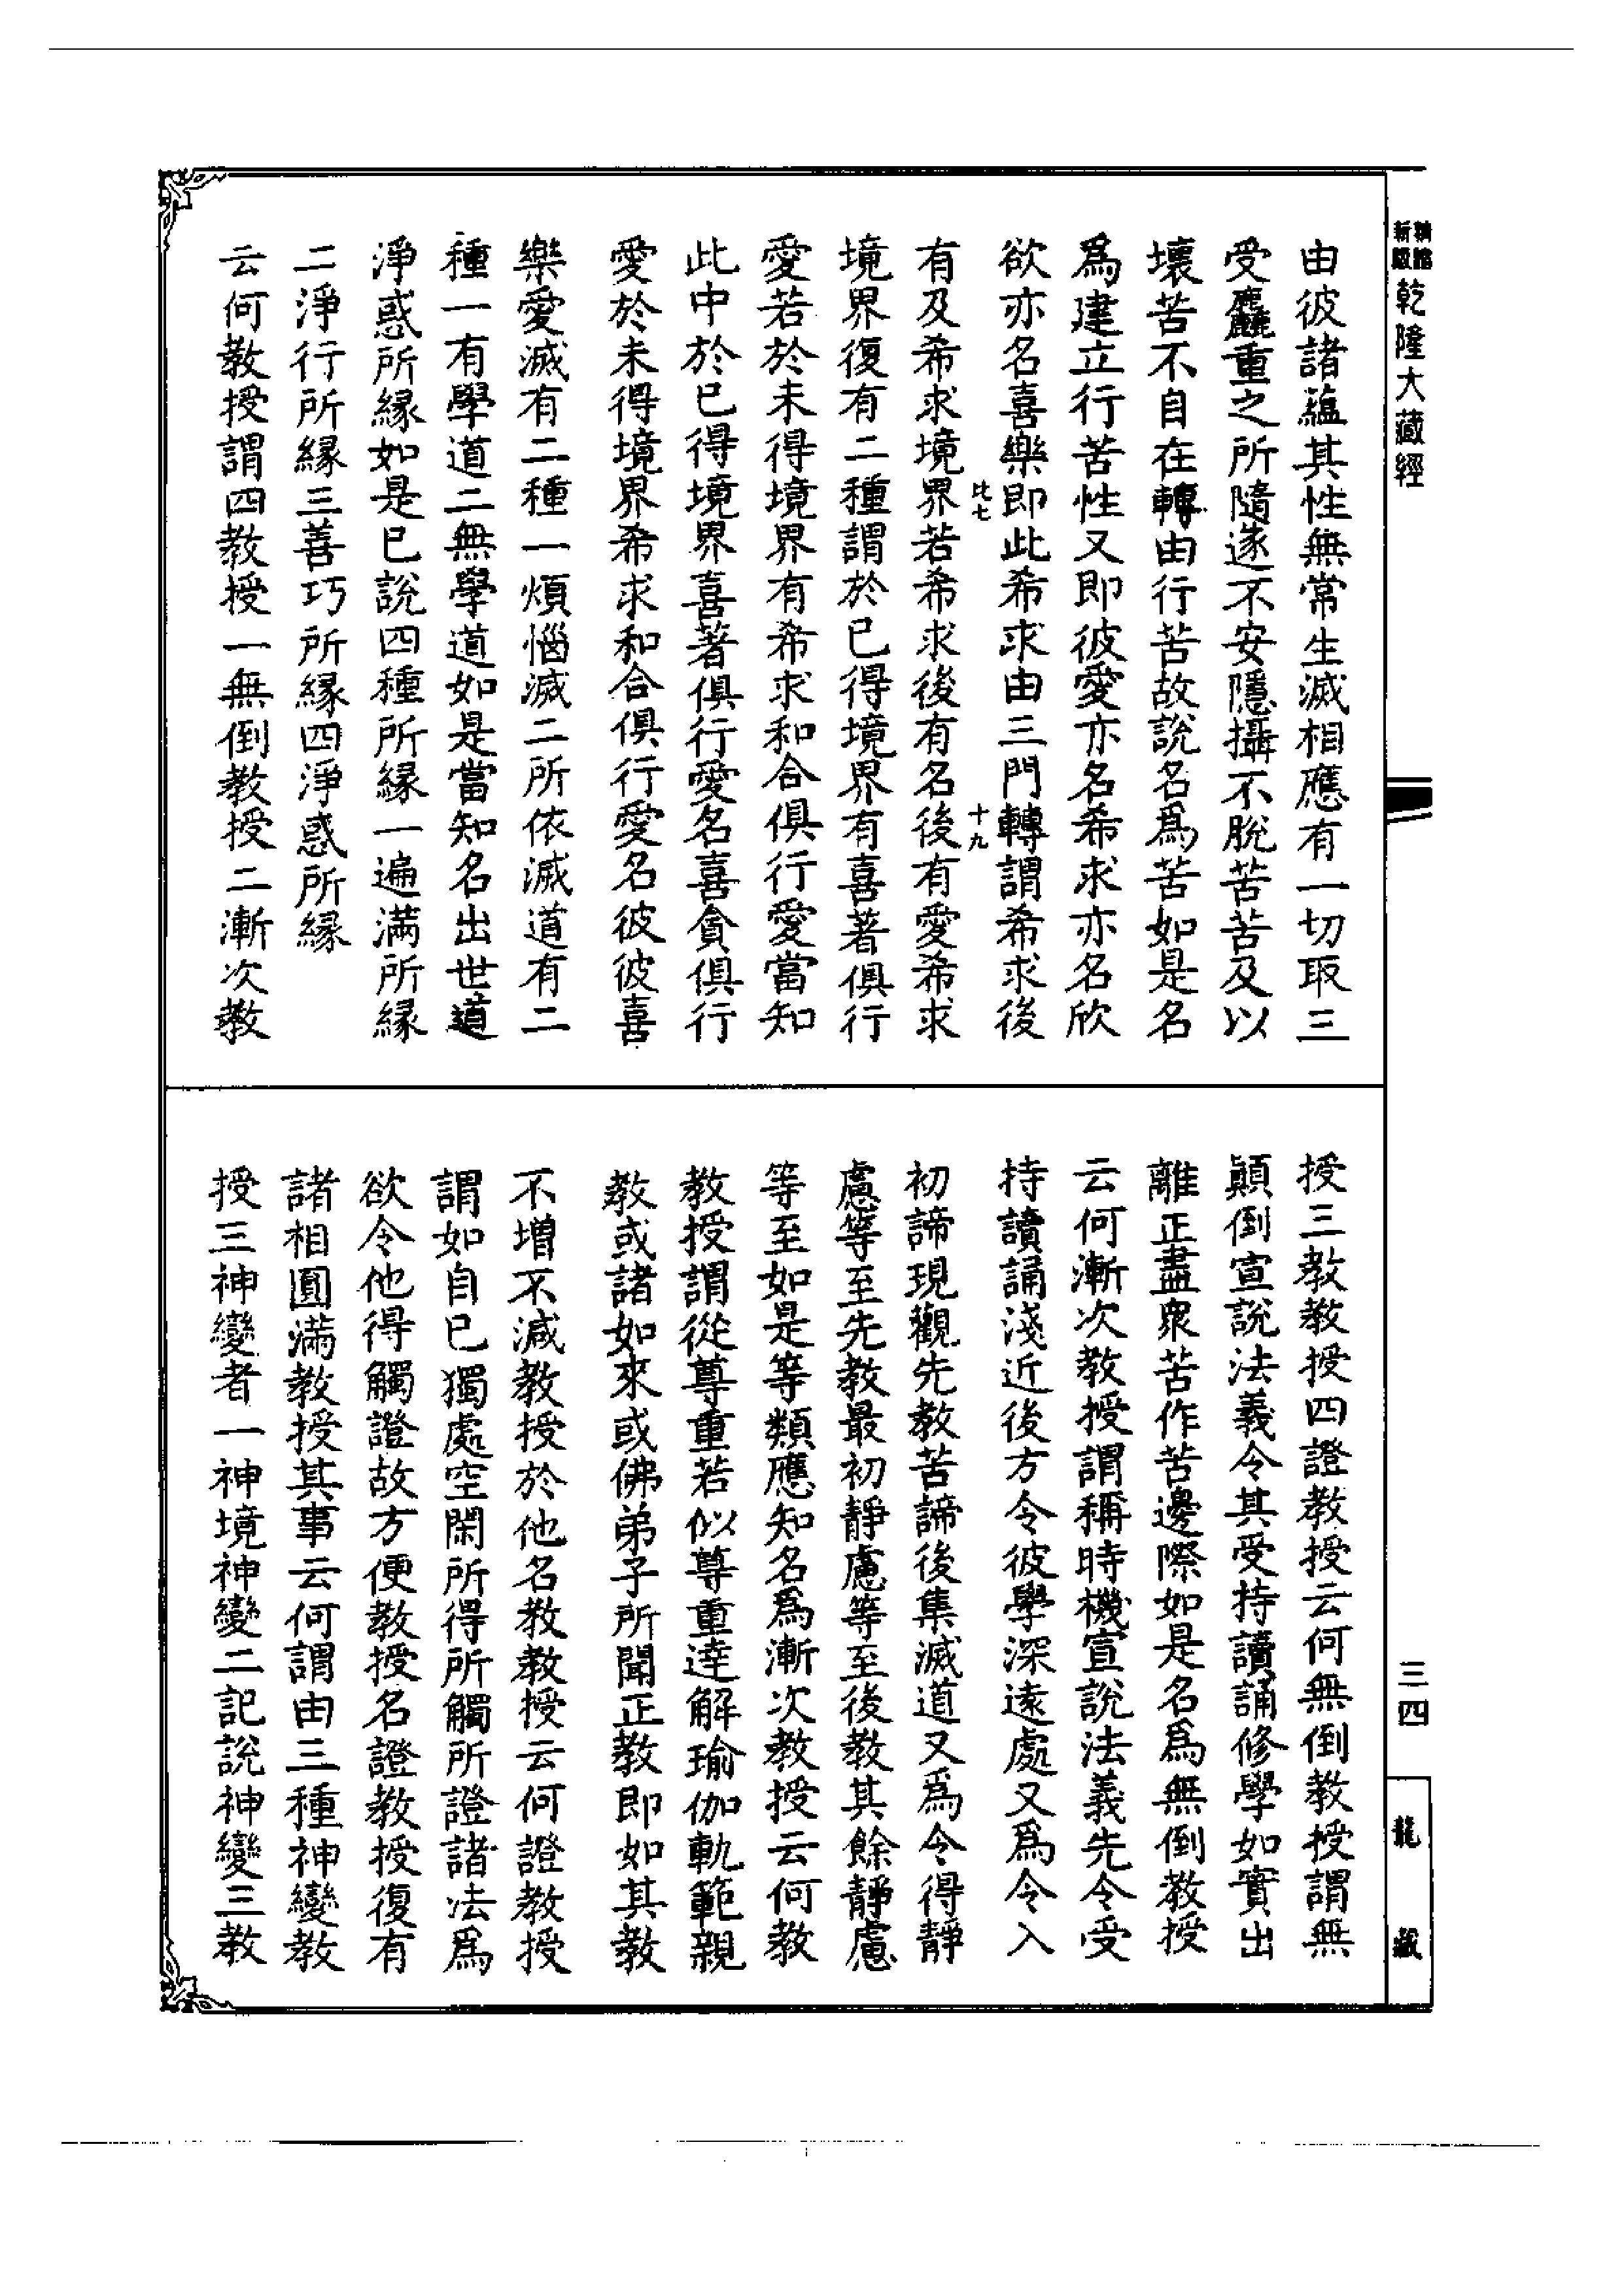 新版
精縮
乾隆大藏經
由彼諸蘊其性無常生滅相應有一切取三
受麤重之所隨逐不安隱攝不脫苦苦及以
壞苦不自在轉由行苦故說名爲苦如是名
爲建立行苦性又即彼愛亦名希求亦名欣
欲亦名喜樂即此希求由三門轉謂希求後
比七
十九
有及希求境界若希求後有名後有愛希求
境界復有二種謂於已得境界有喜著俱行
愛若於未得境界有希求和合俱行愛當知
此中於已得境界喜著俱行愛名喜貪俱行
愛於未得境界希求和合俱行愛名彼彼喜
樂愛滅有二種一煩惱滅二所依滅道有二
種一有學道二無學道如是當知名出世道
淨惑所緣如是已說四種所緣一遍滿所緣
二淨行所緣三善巧所緣四淨惑所緣
云何教授謂四教授一無倒教授二漸次教
授三教教授四證教授云何無倒教授謂無
顛倒宣說法義令其受持讀誦修學如實出
離正盡衆苦作苦邊際如是名爲無倒教授
云何漸次教授謂稱時機宣說法義先令受
持讀誦淺近後方令彼學深遠處又爲令入
初諦現觀先教苦諦後集滅道又爲令得靜
慮等至先教最初靜慮等至後教其餘靜慮
等至如是等類應知名爲漸次教授云何教
教授謂從尊重若似尊重達解瑜伽軌範親
教或諸如來或佛弟子所聞正教即如其教
不增不減教授於他名教教授云何證教授
謂如自已獨處空閑所得所觸所證諸法爲
欲令他得觸證故方便教授名證教授復有
諸相圓滿教授其事云何謂由三種神變教
授三神變者一神境神變二記說神變三教
三四
龍藏